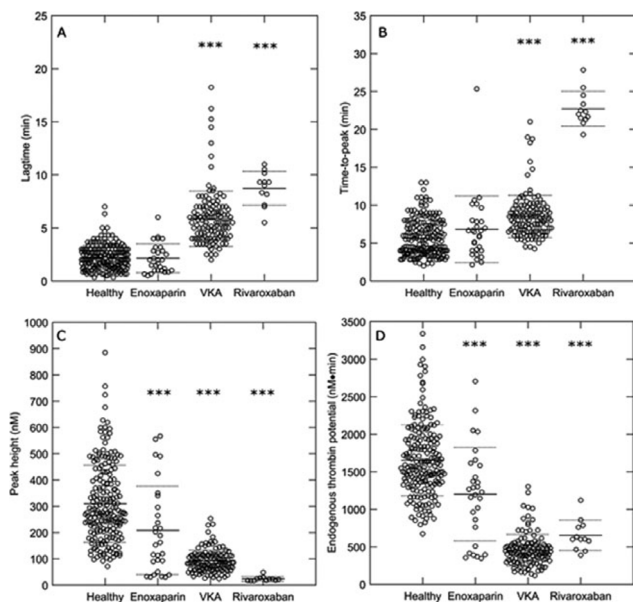 A
Lagtime (min)
25
20
15
10
5
0
*** ***
Healthy Enoxaparin VKA Rivaroxaban
B
Time-to-peak (min)
35
30
25
20
15
10
5
0
*** ***
Healthy Enoxaparin VKA Rivaroxaban
C
Peak height (nM)
1000
900
800
700
600
500
400
300
200
100
0
*** *** ***
Healthy Enoxaparin VKA Rivaroxaban
D
Endogenous thrombin potential (nM•min)
3500
3000
2500
2000
1500
1000
500
0
*** *** ***
Healthy Enoxaparin VKA Rivaroxaban